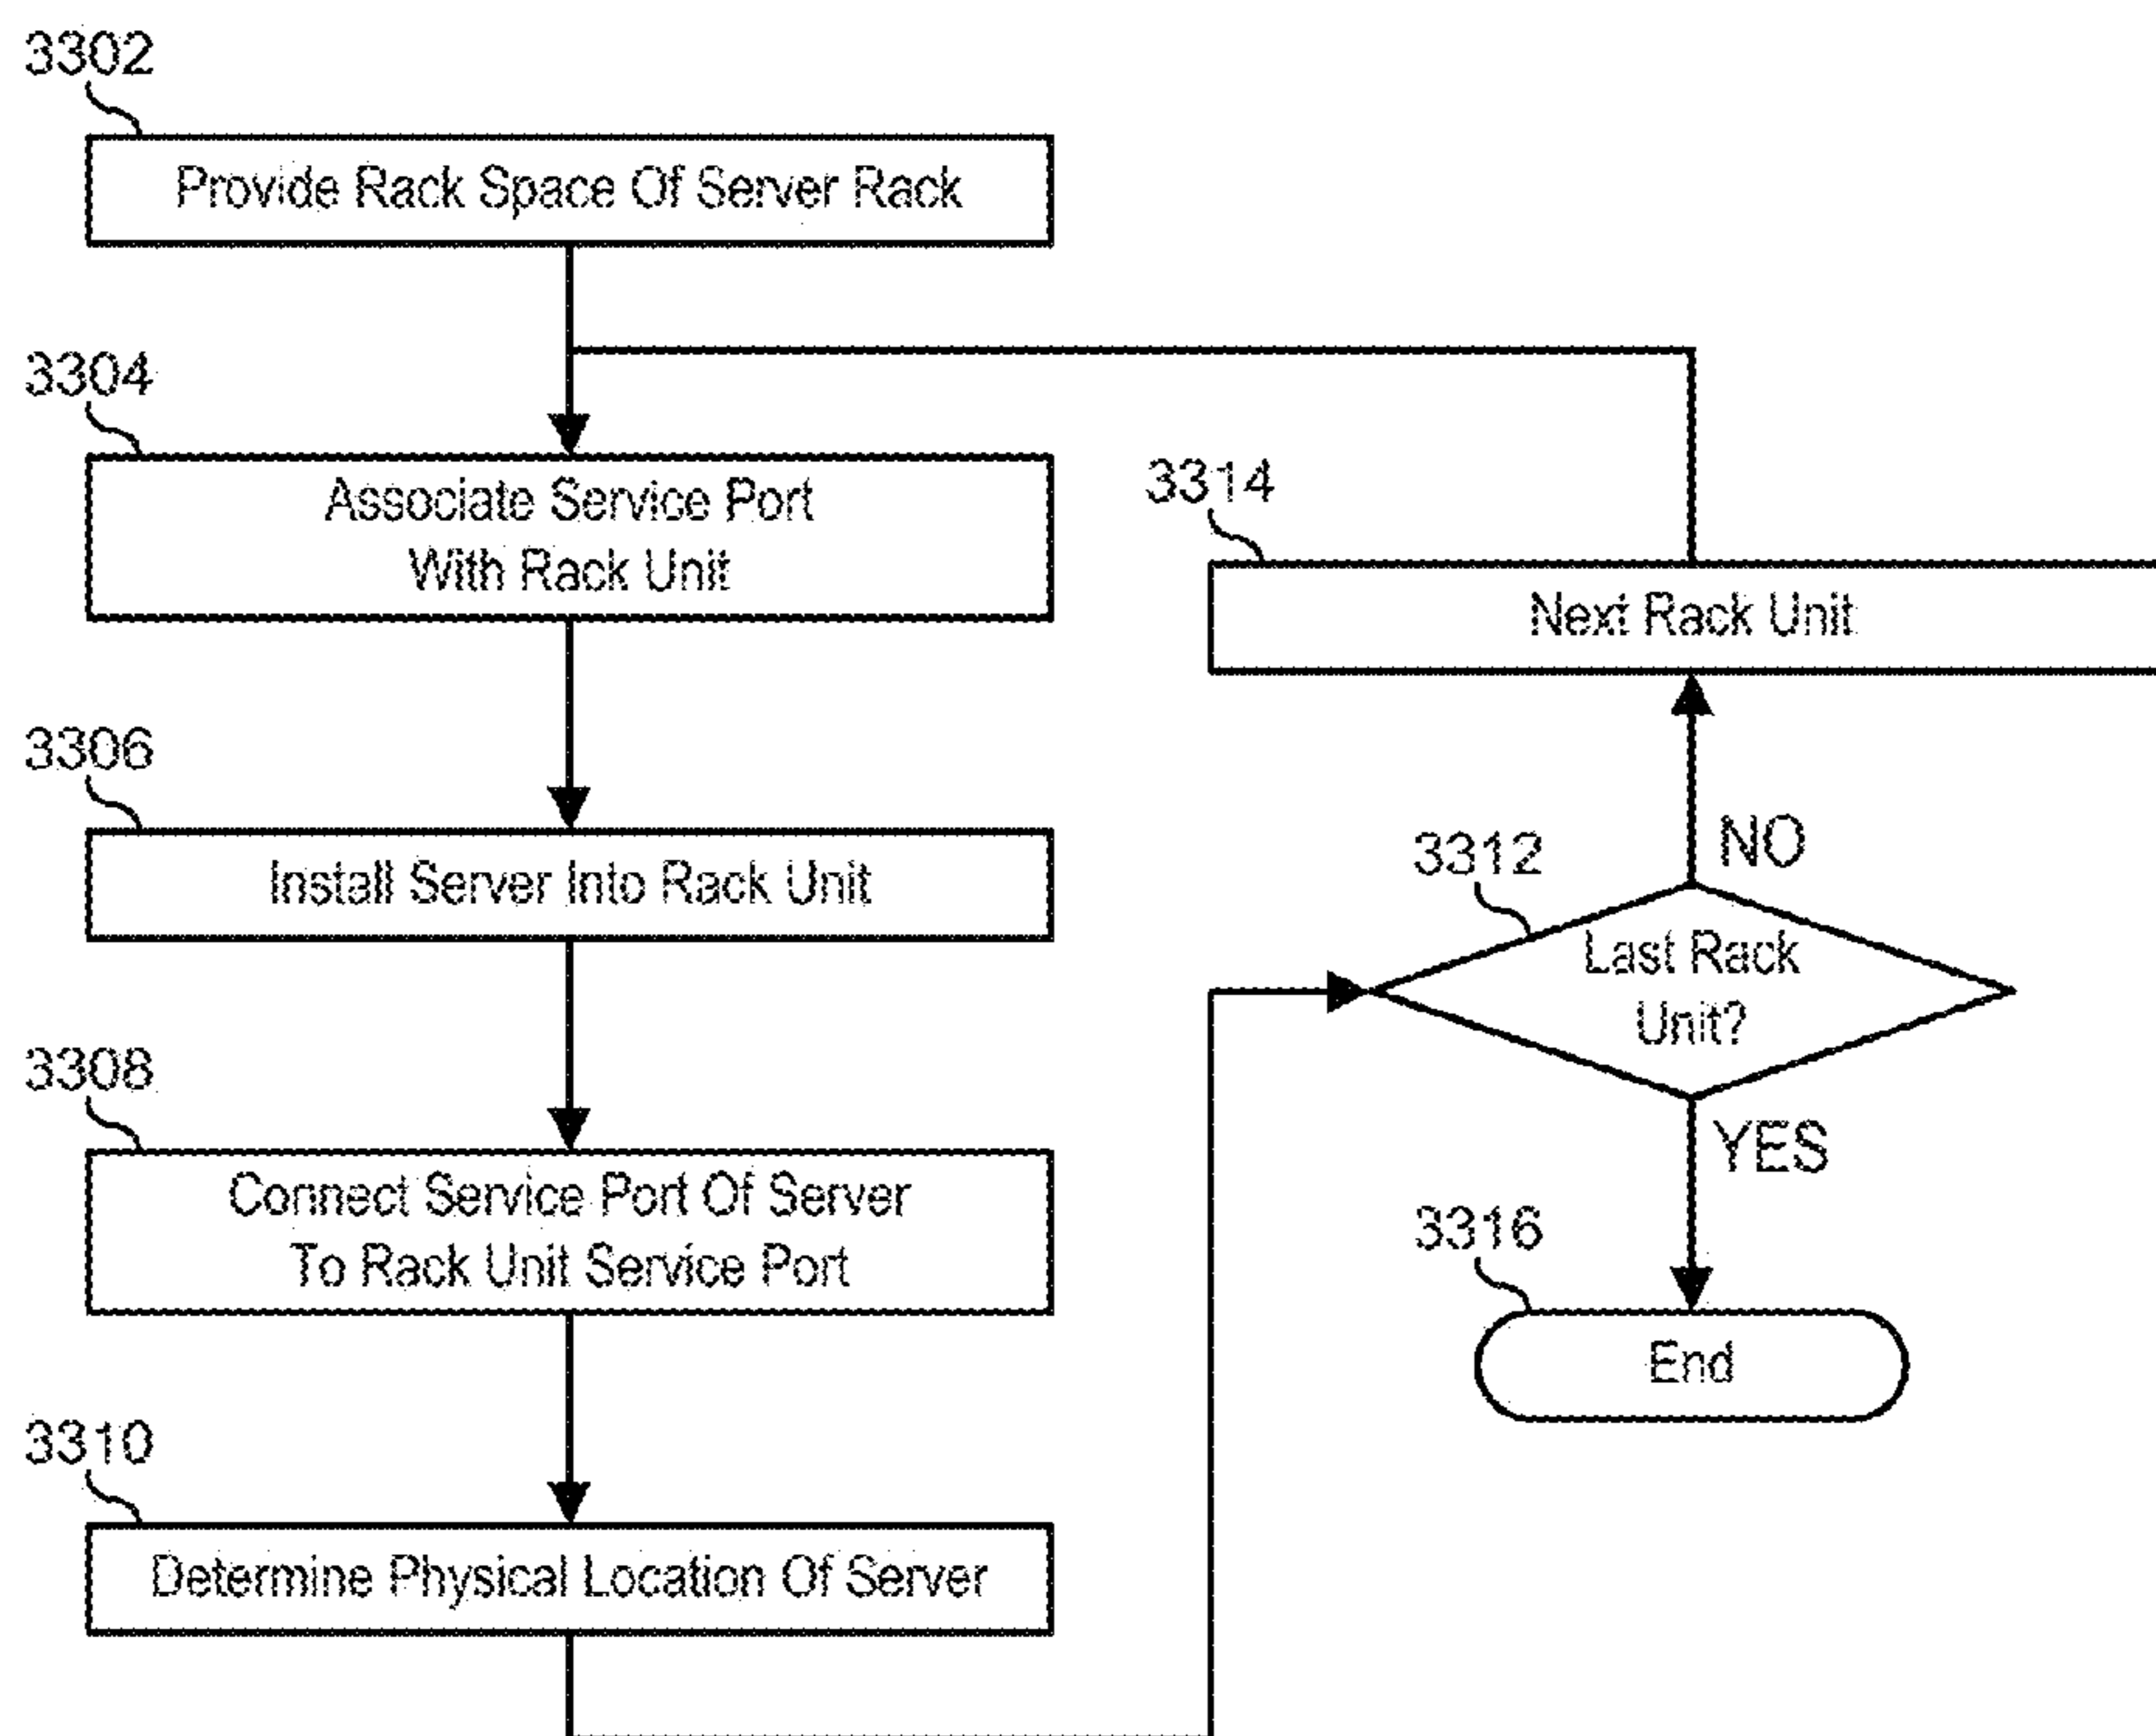 3302
Provide Rack Space Of Server Rack
3304
Associate Service Port
With Rack Unit
3306
Install Server Into Rack Unit
3308
Connect Service Port Of Server
To Rack Unit Service Port
3310
Determine Physical Location Of Server
3314
Next Rack Unit
NO
3312
Last Rack
Unit?
YES
3316
End